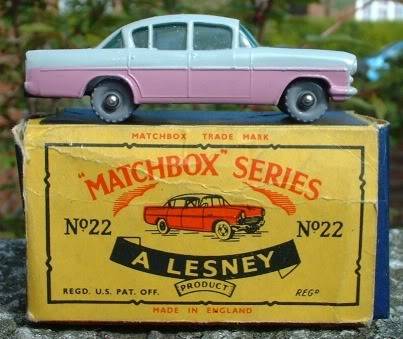 MATCHBOX TRADE MARK
"MATCHBOX" SERIES
Nº22 Nº22
A LESNEY
PRODUCT
REGD. U.S. PAT. OFF. REGD
MADE IN ENGLAND